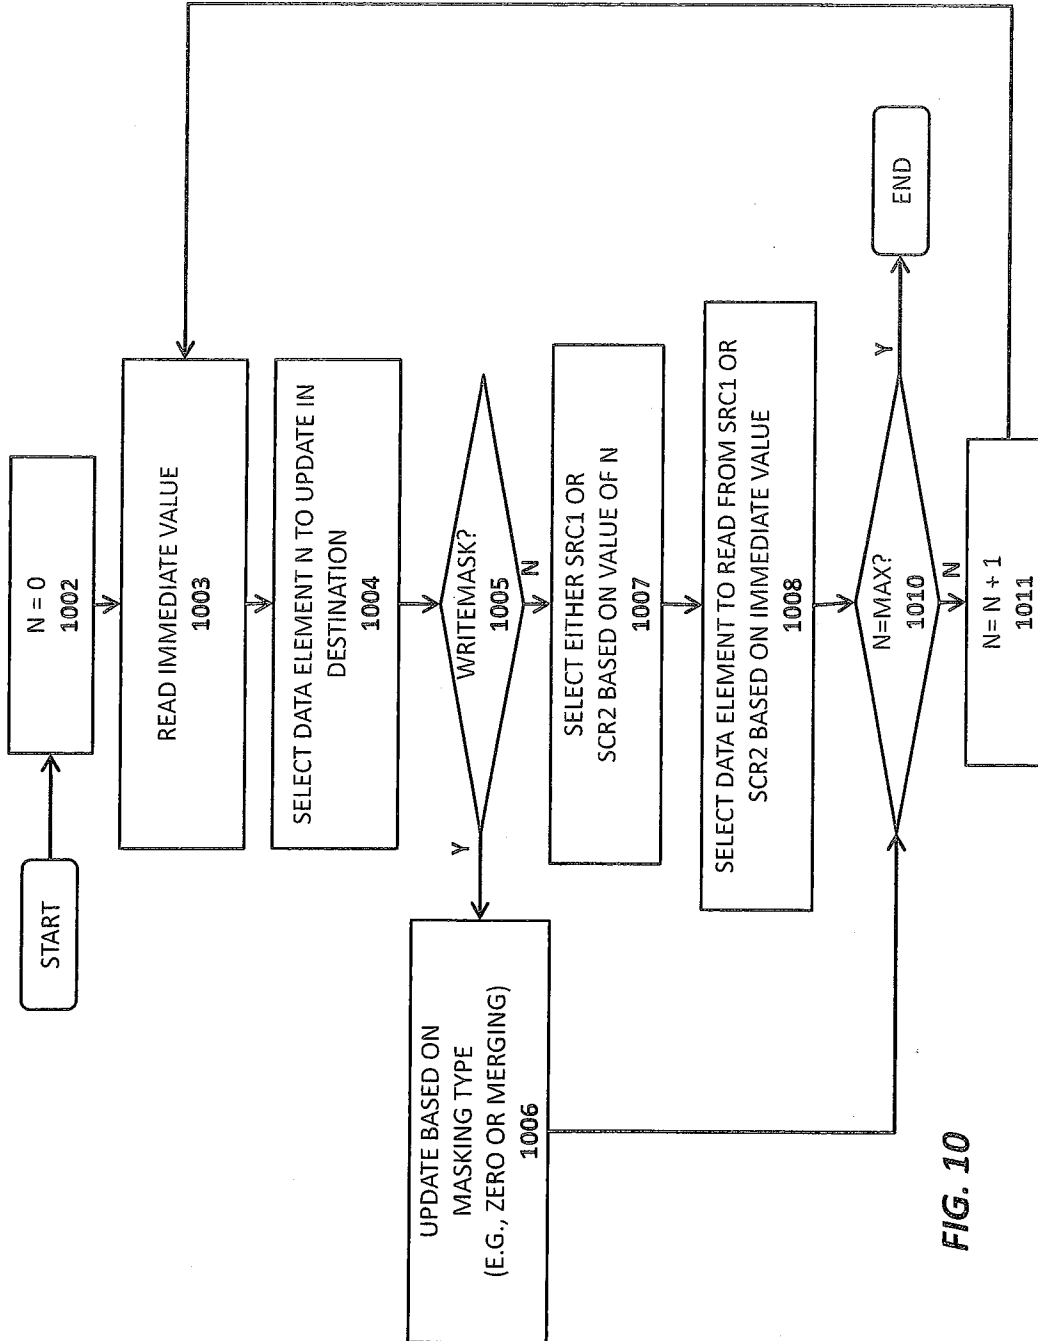 START
N = 0
1002
READ IMMEDIATE VALUE
1003
SELECT DATA ELEMENT N TO UPDATE IN
DESTINATION
1004
WRITEMASK?
1005
Y
N
UPDATE BASED ON
MASKING TYPE
(E.G., ZERO OR MERGING)
1006
SELECT EITHER SRC1 OR
SCR2 BASED ON VALUE OF N
1007
SELECT DATA ELEMENT TO READ FROM SRC1 OR
SCR2 BASED ON IMMEDIATE VALUE
1008
N=MAX?
1010
Y
N
END
N= N + 1
1011
FIG. 10